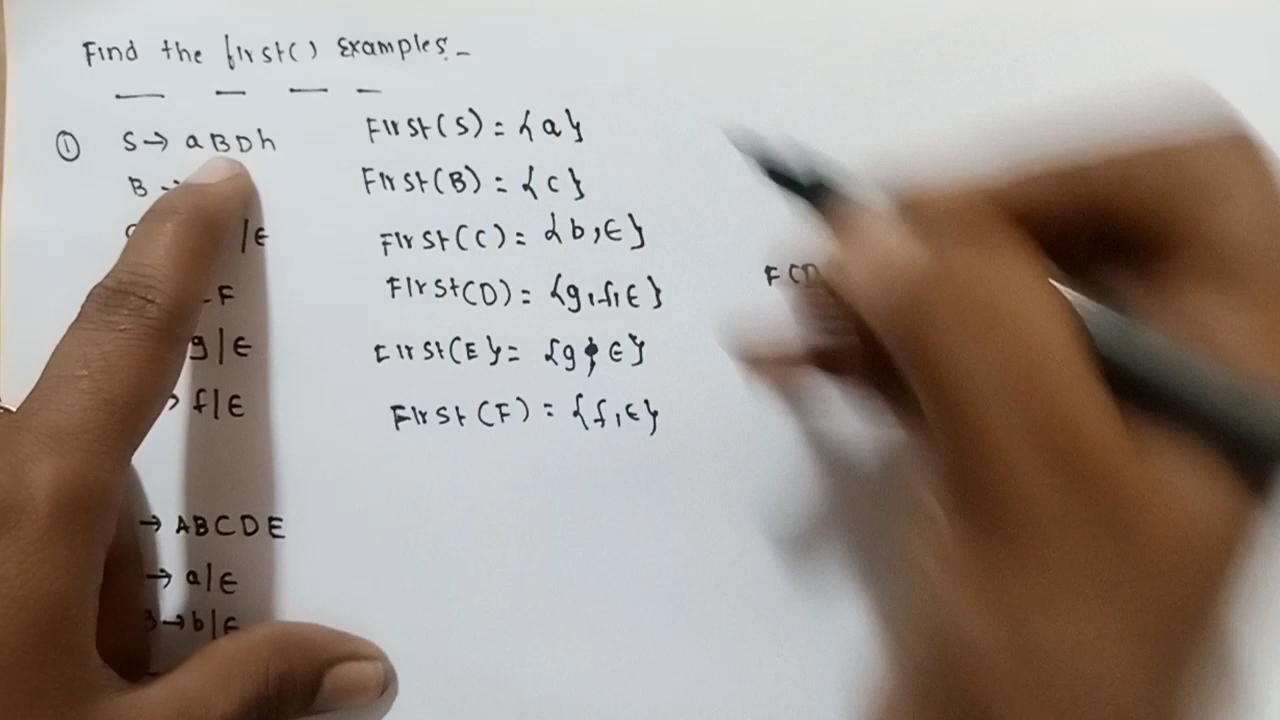 Find the first() Examples-
① S→ aBDh First(S) = {a}
B → First(B) = {c}
|ε First(C) = {b,ε}
F First(D) = {g,f,ε}
g|ε First(E} = {g,ε}
f|ε First(F) = {f,ε}
→ ABCDE
→ a|ε
→ b|ε